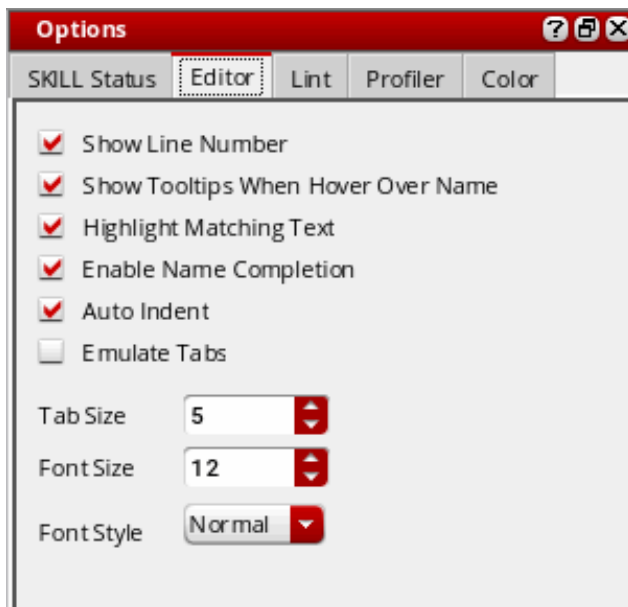 Options
SKILL Status Editor Lint Profiler Color
Show Line Number
Show Tooltips When Hover Over Name
Highlight Matching Text
Enable Name Completion
Auto Indent
Emulate Tabs
Tab Size 5
Font Size 12
Font Style Normal